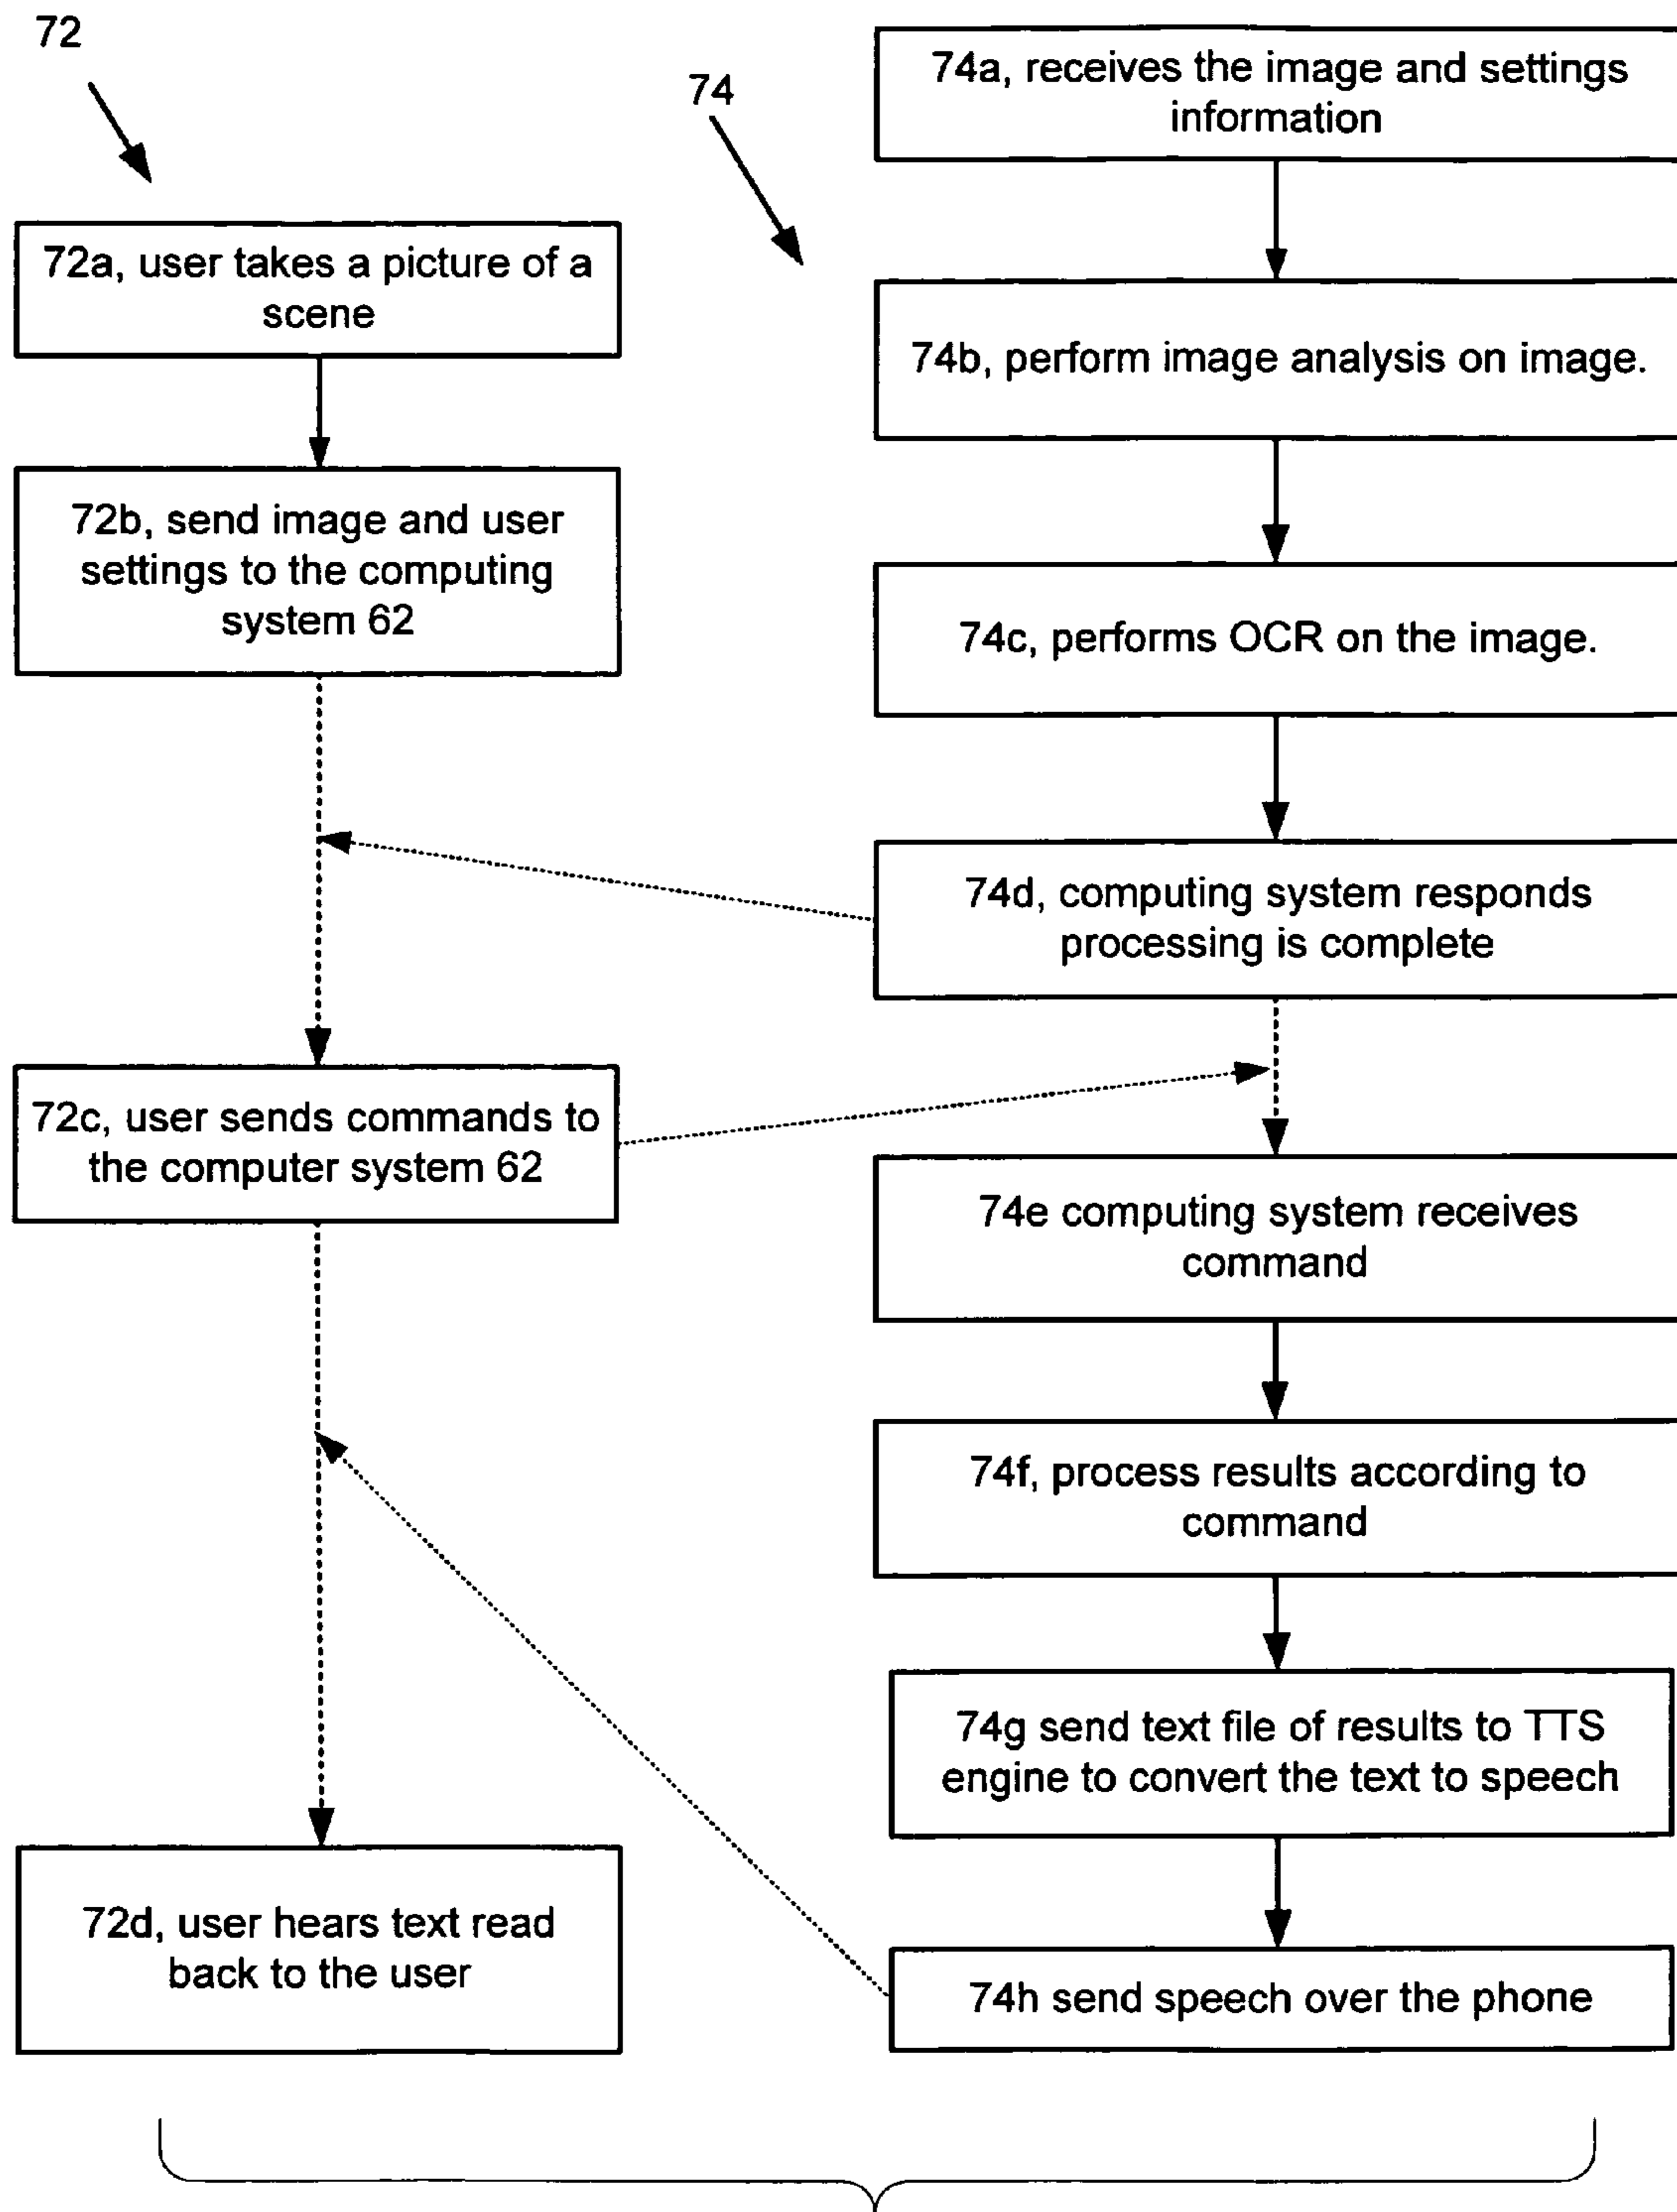 72
72a, user takes a picture of a
scene
72b, send image and user
settings to the computing
system 62
72c, user sends commands to
the computer system 62
72d, user hears text read
back to the user
74
74a, receives the image and settings
information
74b, perform image analysis on image.
74c, performs OCR on the image.
74d, computing system responds
processing is complete
74e computing system receives
command
74f, process results according to
command
74g send text file of results to TTS
engine to convert the text to speech
74h send speech over the phone